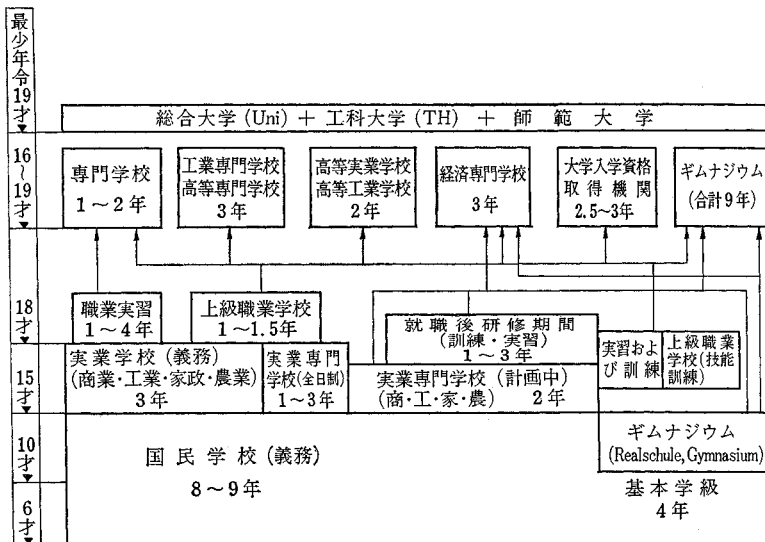 最少年令
19才
総合大学 (Uni) + 工科大学 (TH) + 師範大学
16～19才
専門学校
1～2年
工業専門学校
高等専門学校
3年
高等実業学校
高等工業学校
2年
経済専門学校
3年
大学入学資格
取得機関
2.5～3年
ギムナジウム
(合計9年)
18才
職業実習
1～4年
上級職業学校
1～1.5年
就職後研修期間
(訓練・実習)
1～3年
実習およ
び訓練
上級職業
学校(技能
訓練)
15才
実業学校 (義務)
(商業・工業・家政・農業)
3年
実業専門
学校(全日制)
1～3年
実業専門学校 (計画中)
(商・工・家・農) 2年
10才
国民学校 (義務)
8～9年
ギムナジウム
(Realschule, Gymnasium)
6才
基本学級
4年